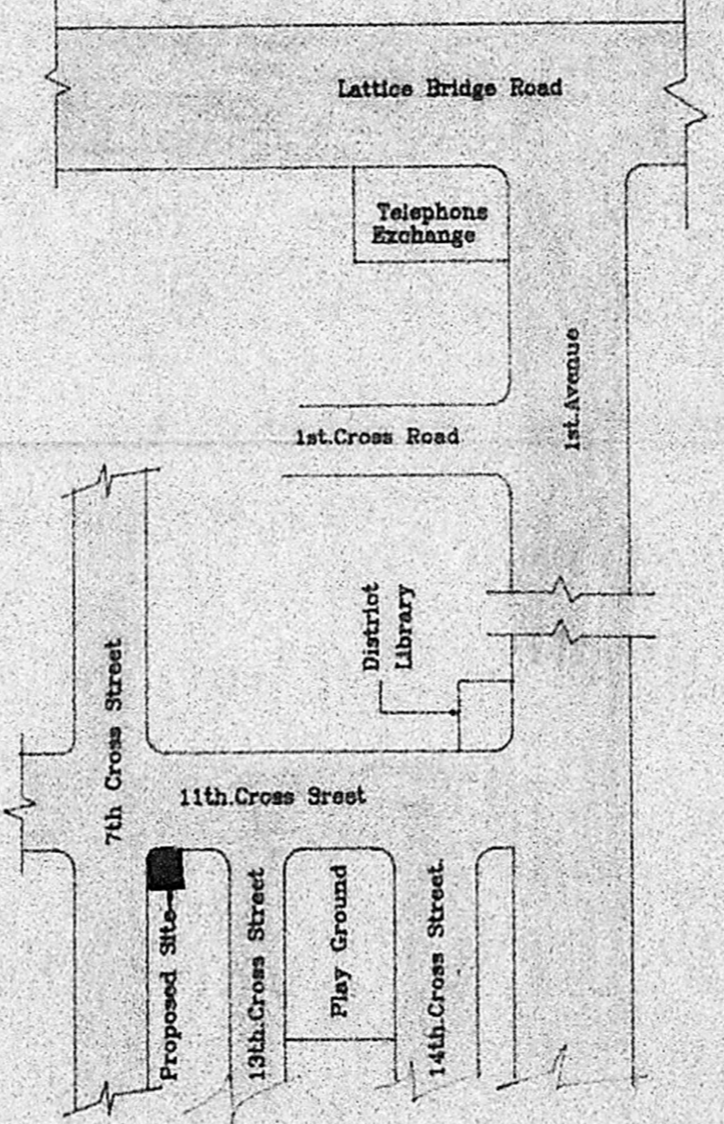 Lattice Bridge Road
Telephons
Exchange
1st.Avenue
1st.Cross Road
District
Library
7th Cross Street
11th.Cross Sreet
Proposed Site
13th.Cross Street
Play Ground
14th.Cross Street.